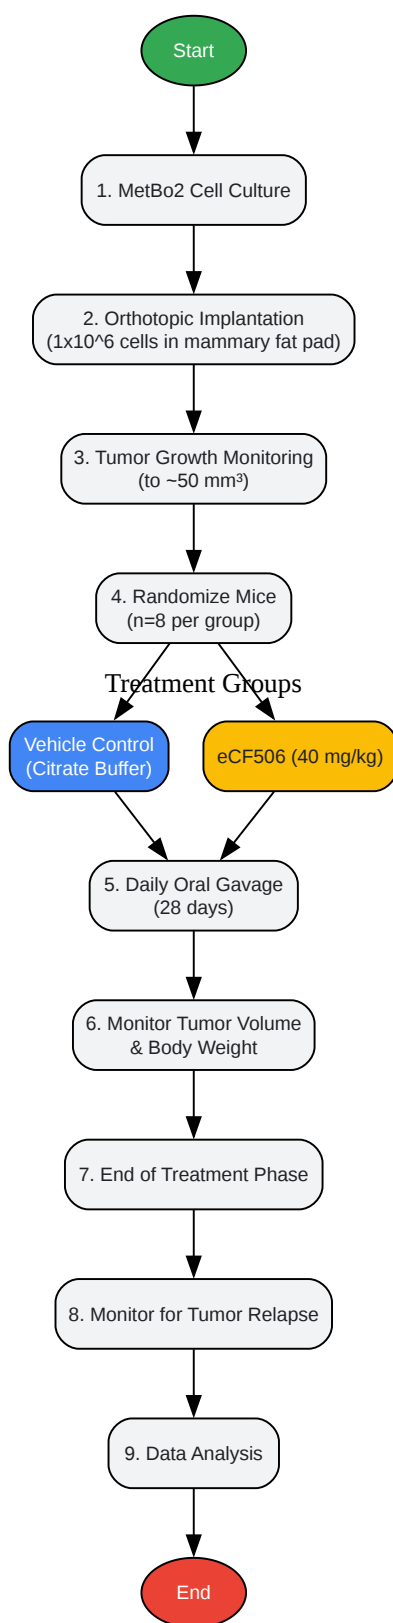 Start
1. MetBo2 Cell Culture
2. Orthotopic Implantation
(1x10^6 cells in mammary fat pad)
3. Tumor Growth Monitoring
(to ~50 mm³)
4. Randomize Mice
(n=8 per group)
Treatment Groups
Vehicle Control
(Citrate Buffer)
eCF506 (40 mg/kg)
5. Daily Oral Gavage
(28 days)
6. Monitor Tumor Volume
& Body Weight
7. End of Treatment Phase
8. Monitor for Tumor Relapse
9. Data Analysis
End